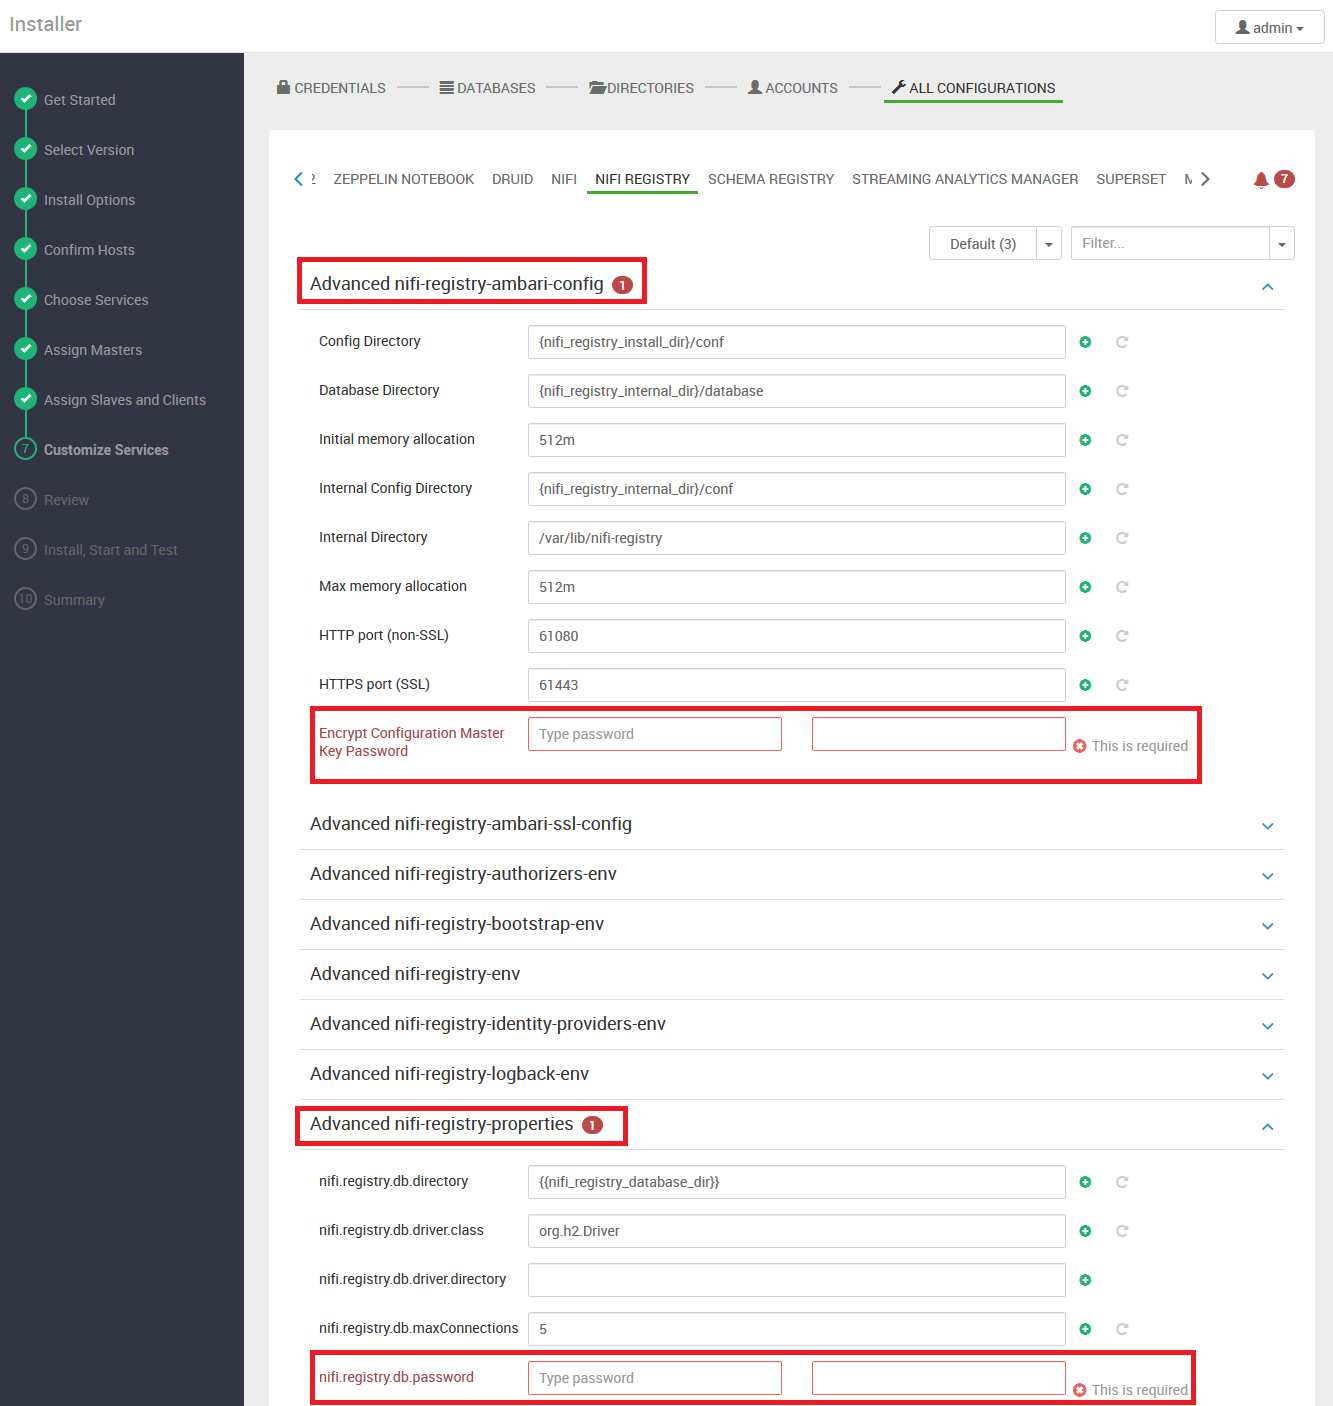 Installer
admin
Get Started
Select Version
Install Options
Confirm Hosts
Choose Services
Assign Masters
Assign Slaves and Clients
7 Customize Services
8 Review
9 Install, Start and Test
10 Summary
CREDENTIALS DATABASES DIRECTORIES ACCOUNTS ALL CONFIGURATIONS
2 ZEPPELIN NOTEBOOK DRUID NIFI NIFI REGISTRY SCHEMA REGISTRY STREAMING ANALYTICS MANAGER SUPERSET M 7
Default (3) Filter...
Advanced nifi-registry-ambari-config 1
Config Directory {nifi_registry_install_dir}/conf
Database Directory {nifi_registry_internal_dir}/database
Initial memory allocation 512m
Internal Config Directory {nifi_registry_internal_dir}/conf
Internal Directory /var/lib/nifi-registry
Max memory allocation 512m
HTTP port (non-SSL) 61080
HTTPS port (SSL) 61443
Encrypt Configuration Master
Key Password
Type password
This is required
Advanced nifi-registry-ambari-ssl-config
Advanced nifi-registry-authorizers-env
Advanced nifi-registry-bootstrap-env
Advanced nifi-registry-env
Advanced nifi-registry-identity-providers-env
Advanced nifi-registry-logback-env
Advanced nifi-registry-properties 1
nifi.registry.db.directory {{nifi_registry_database_dir}}
nifi.registry.db.driver.class org.h2.Driver
nifi.registry.db.driver.directory
nifi.registry.db.maxConnections 5
nifi.registry.db.password Type password
This is required